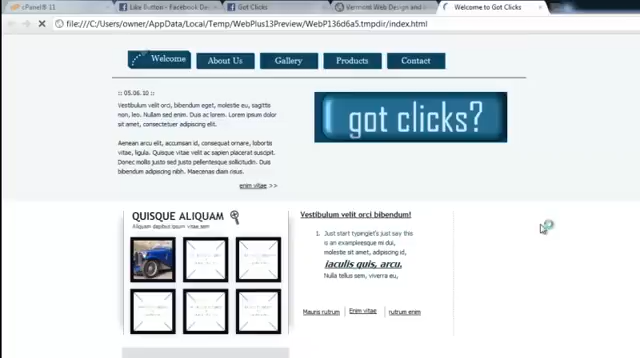 cPanel® 11
Like Button - Facebook De
Got Clicks
Vermont Web Design and
Welcome to Got Clicks
file:///C:/Users/owner/AppData/Local/Temp/WebPlus13Preview/WebP136d6a5.tmpdir/index.html
Welcome
About Us
Gallery
Products
Contact
:: 05.06.10 ::
Vestibulum velit orci, bibendum eget, molestie eu, sagittis
non, leo. Nullam sed enim. Duis ac lorem. Lorem ipsum dolor
sit amet, consectetuer adipiscing elit.
Aenean arcu elit, accumsan id, consequat ornare, lobortis
vitae, ligula. Quisque vitae velit ac sapien placerat suscipit.
Donec mollis justo sed justo pellentesque sollicitudin. Duis
bibendum adipiscing nibh. Maecenas diam risus.
enim vitae >>
got clicks?
QUISQUE ALIQUAM
Aliquam dapibus ipsum vitae sem
Vestibulum velit orci bibendum!
1. Just start typinglet's just say this
is an exampleesque mi dui,
molestie sit amet, adipiscing id,
iaculis quis, arcu.
Nulla tellus sem, viverra eu,
Mauris rutrum
Enim vitae
rutrum enim